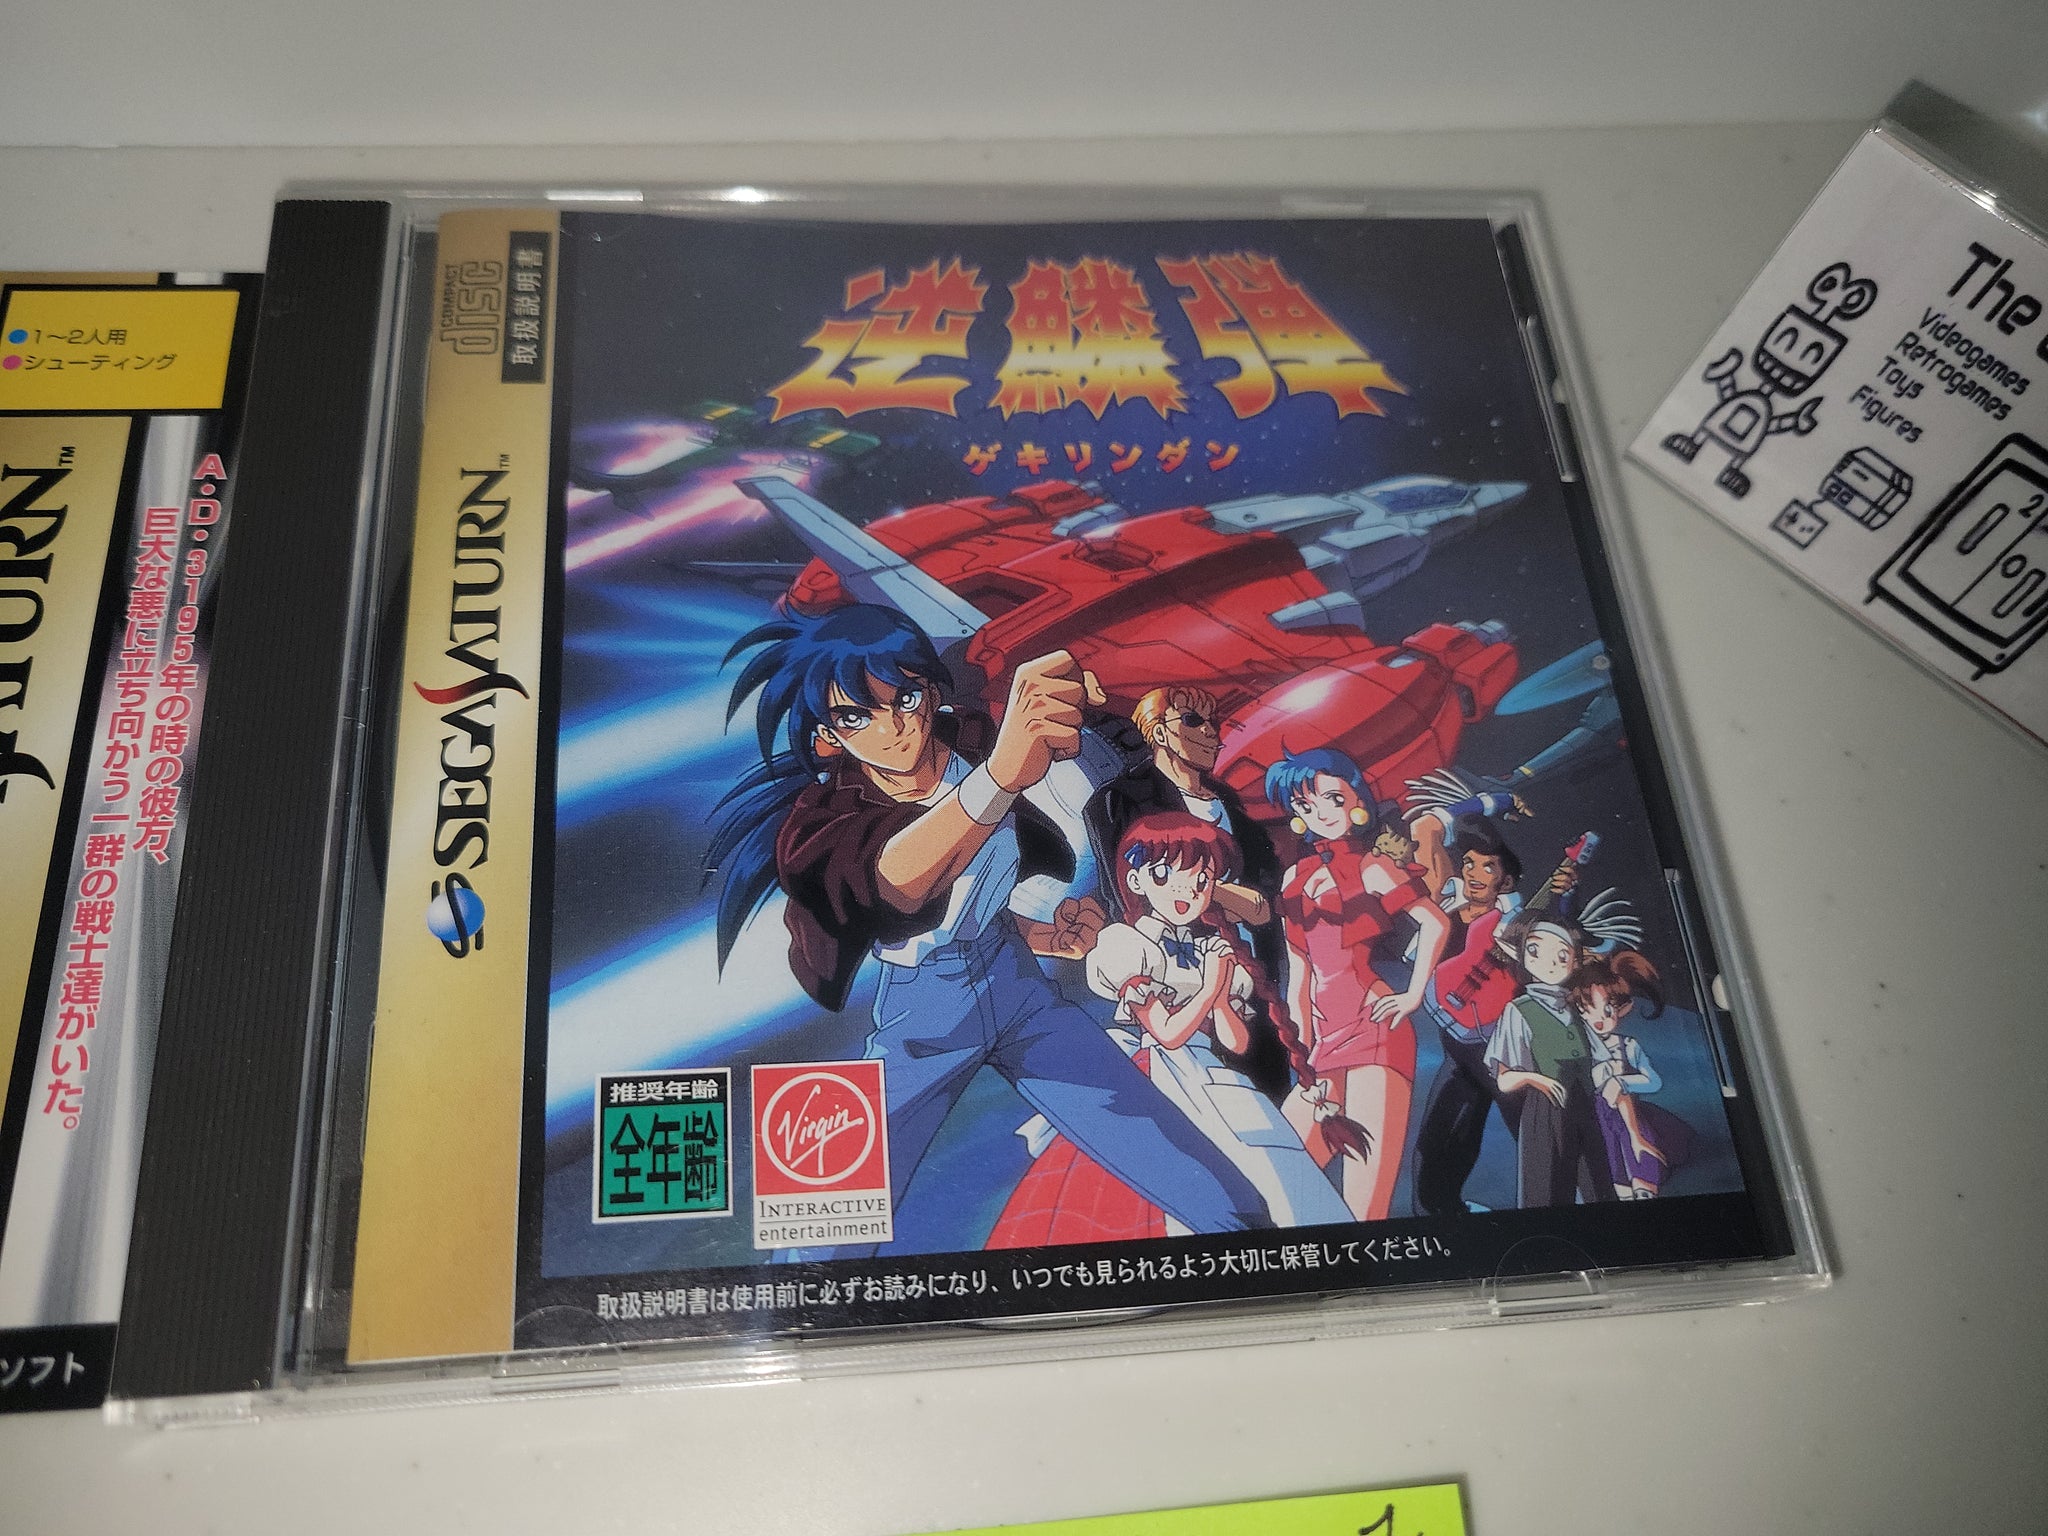 ●1〜2人用
●シューティング
SATURN™
A.D.3195年の時の彼方、
巨大な悪に立ち向かう一群の戦士達がいた。
ソフト
COMPACT
disc
取扱説明書
SEGA SATURN™
逆鱗弾
ゲキリンダン
推奨年齢
全年齢
Virgin
INTERACTIVE
entertainment
取扱説明書は使用前に必ずお読みになり、いつでも見られるよう大切に保管してください。
The
Videogames
Retrogames
Toys
Figures